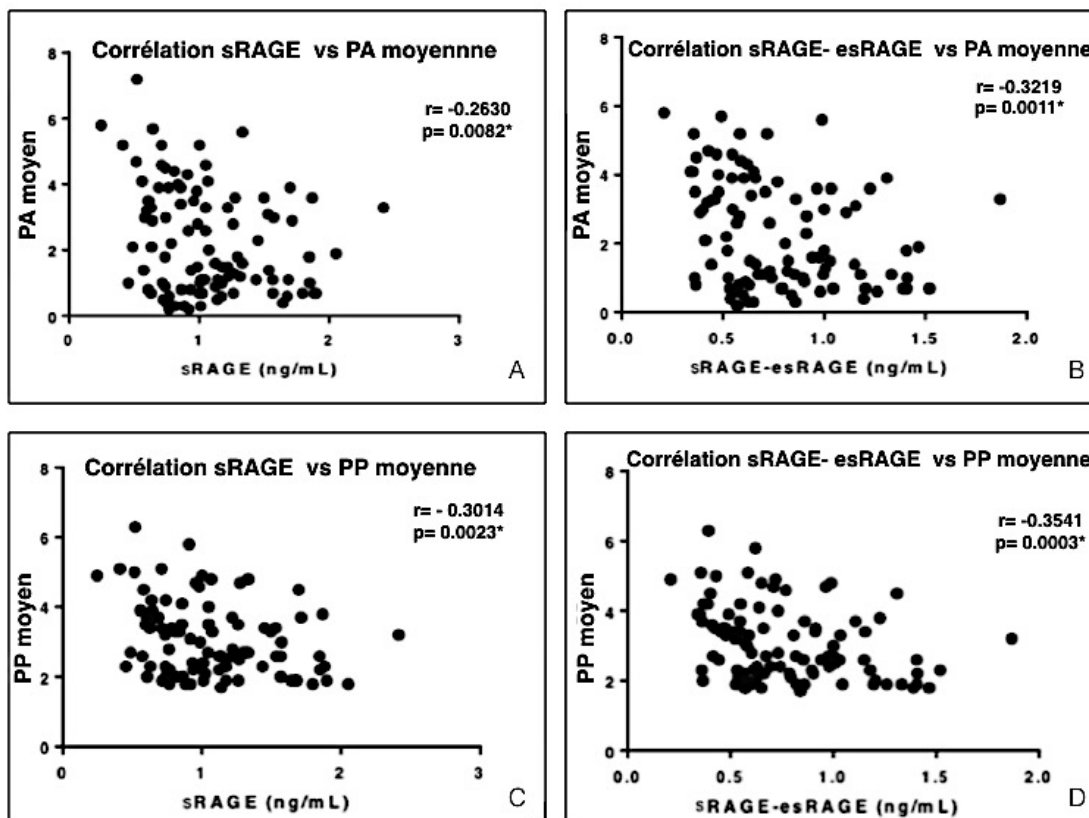 Corrélation sRAGE vs PA moyennne
r= -0.2630
p= 0.0082*
PA moyen
8
6
4
2
0
0 1 2 3
sRAGE (ng/mL)
A
Corrélation sRAGE- esRAGE vs PA moyenne
r= -0.3219
p= 0.0011*
PA moyen
8
6
4
2
0
0.0 0.5 1.0 1.5 2.0
sRAGE-esRAGE (ng/mL)
B
Corrélation sRAGE vs PP moyenne
r= - 0.3014
p= 0.0023*
PP moyen
8
6
4
2
0
0 1 2 3
sRAGE (ng/mL)
C
Corrélation sRAGE- esRAGE vs PP moyenne
r= -0.3541
p= 0.0003*
PP moyen
8
6
4
2
0
0.0 0.5 1.0 1.5 2.0
sRAGE-esRAGE (ng/mL)
D